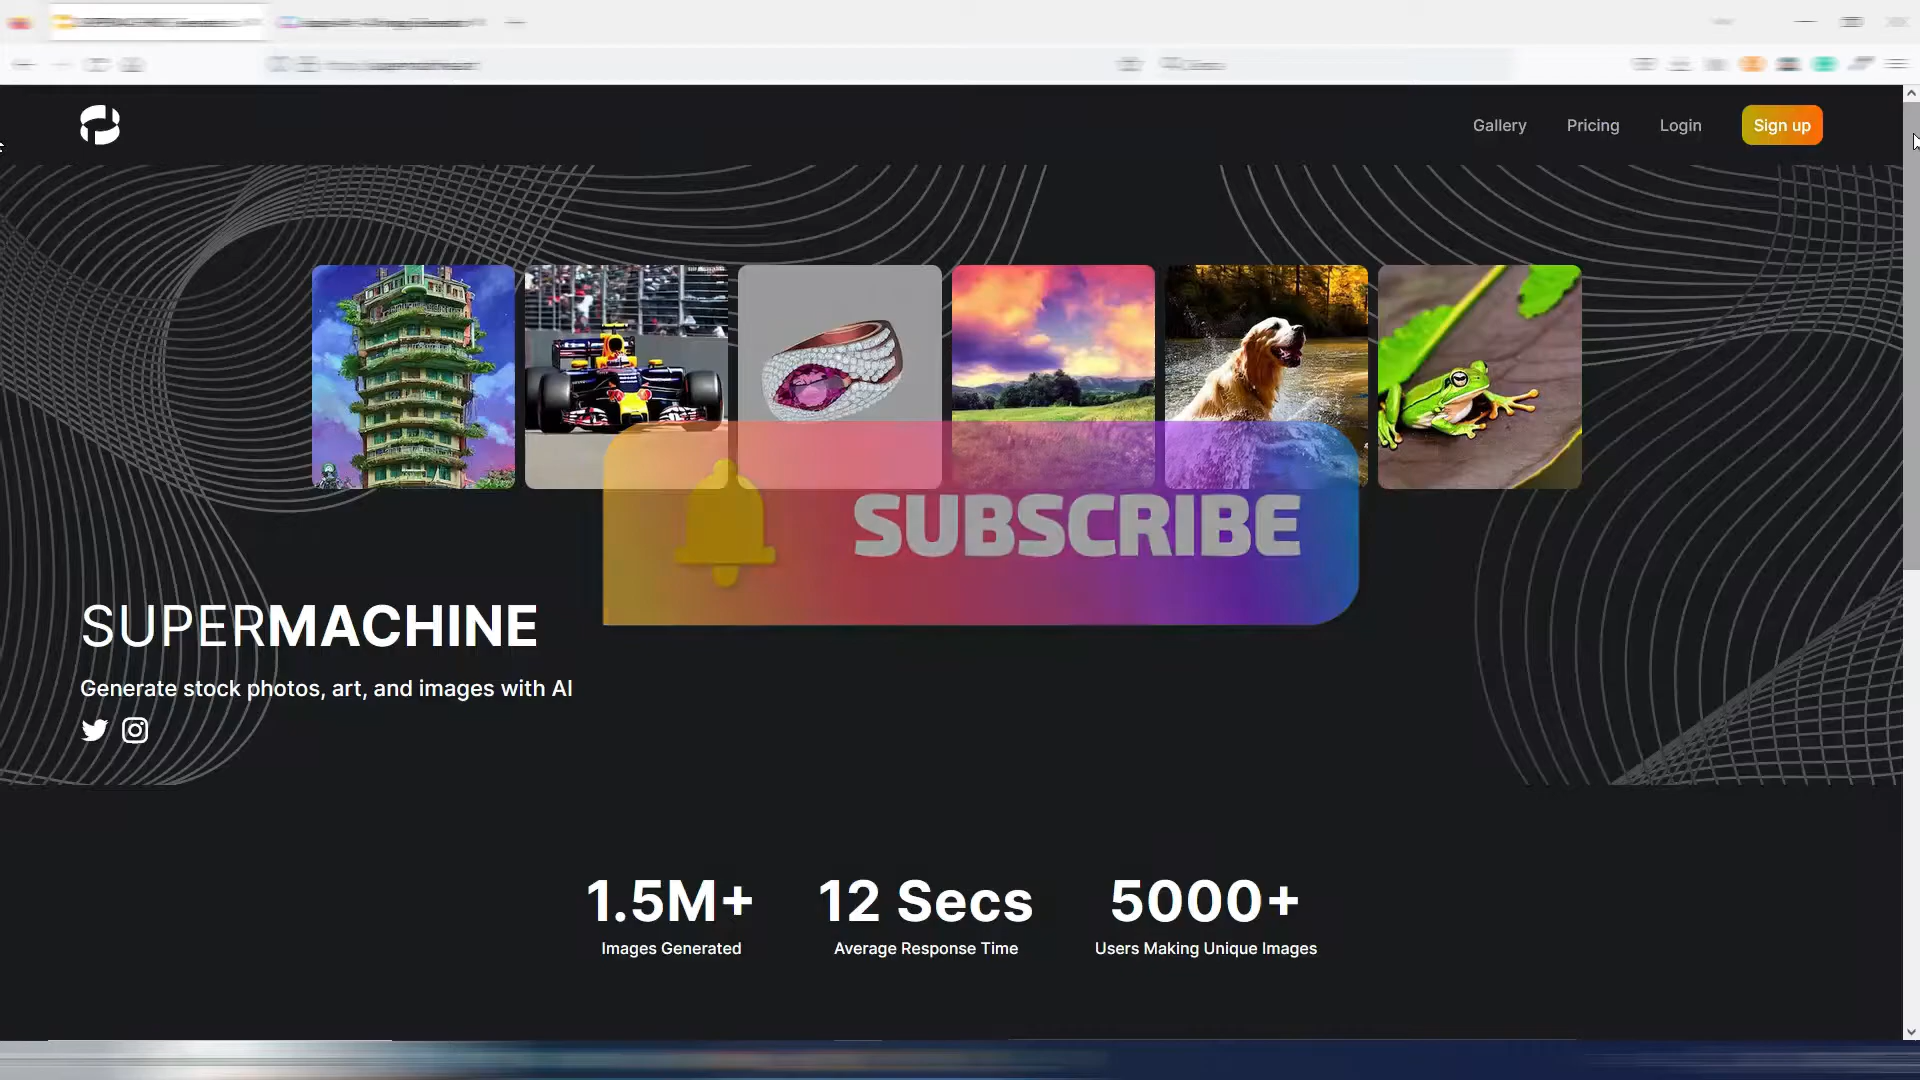 Gallery
Pricing
Login
Sign up
SUBSCRIBE
SUPERMACHINE
Generate stock photos, art, and images with AI
1.5M+
12 Secs
5000+
Images Generated
Average Response Time
Users Making Unique Images